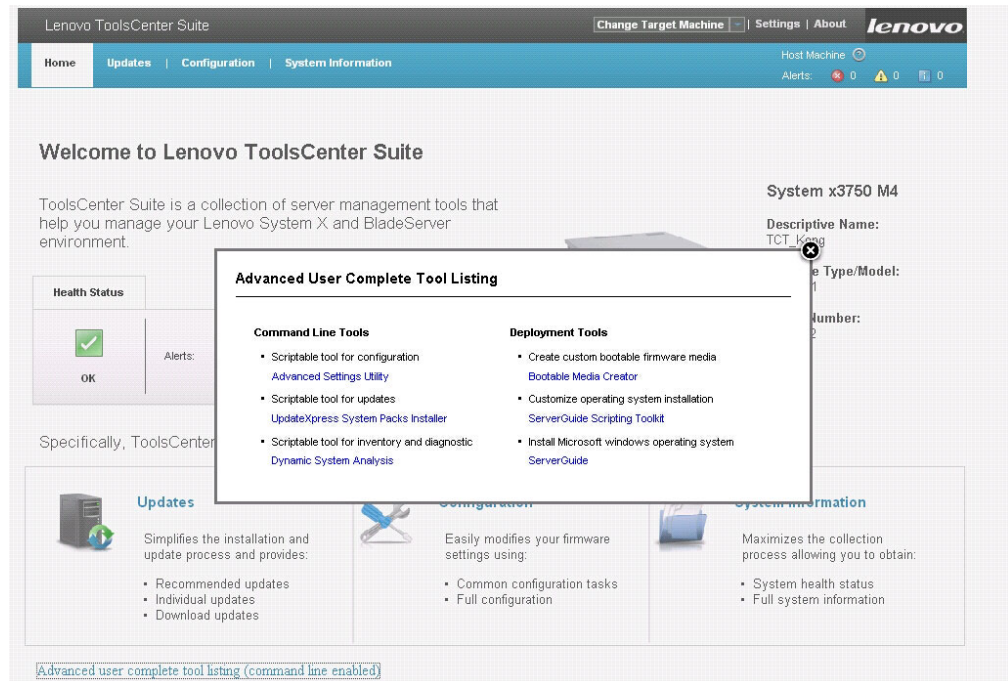 Lenovo ToolsCenter Suite
Change Target Machine | Settings | About
lenovo
Home Updates | Configuration | System Information
Host Machine
Alerts: 0 0 0
Welcome to Lenovo ToolsCenter Suite
ToolsCenter Suite is a collection of server management tools that
help you manage your Lenovo System X and BladeServer
environment.
System x3750 M4
Descriptive Name:
TCT_Kong
e Type/Model:
1
Number:
2
Health Status
OK
Alerts:
Advanced User Complete Tool Listing
Command Line Tools
▪ Scriptable tool for configuration
Advanced Settings Utility
▪ Scriptable tool for updates
UpdateXpress System Packs Installer
▪ Scriptable tool for inventory and diagnostic
Dynamic System Analysis
Deployment Tools
▪ Create custom bootable firmware media
Bootable Media Creator
▪ Customize operating system installation
ServerGuide Scripting Toolkit
▪ Install Microsoft windows operating system
ServerGuide
Specifically, ToolsCenter
Updates
Simplifies the installation and
update process and provides:
▪ Recommended updates
▪ Individual updates
▪ Download updates
Configuration
Easily modifies your firmware
settings using:
▪ Common configuration tasks
▪ Full configuration
System Information
Maximizes the collection
process allowing you to obtain:
▪ System health status
▪ Full system information
Advanced user complete tool listing (command line enabled)